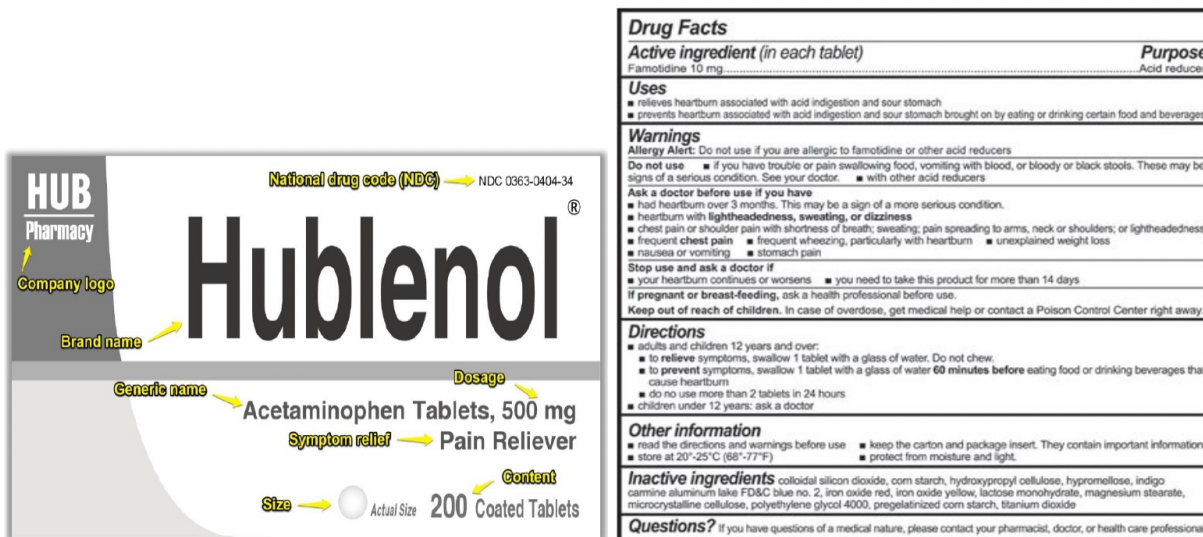 HUB
Pharmacy
Company logo
National drug code (NDC)
NDC 0363-0404-34
Hublenol®
Brand name
Generic name
Dosage
Acetaminophen Tablets, 500 mg
Symptom relief
Pain Reliever
Content
Size
Actual Size
200 Coated Tablets
Drug Facts
Active ingredient (in each tablet) Purpose
Famotidine 10 mg Acid reducer
Uses
■ relieves heartburn associated with acid indigestion and sour stomach
■ prevents heartburn associated with acid indigestion and sour stomach brought on by eating or drinking certain food and beverages
Warnings
Allergy Alert: Do not use if you are allergic to famotidine or other acid reducers
Do not use ■ if you have trouble or pain swallowing food, vomiting with blood, or bloody or black stools. These may be
signs of a serious condition. See your doctor. ■ with other acid reducers
Ask a doctor before use if you have
■ had heartburn over 3 months. This may be a sign of a more serious condition.
■ heartburn with lightheadedness, sweating, or dizziness
■ chest pain or shoulder pain with shortness of breath; sweating; pain spreading to arms, neck or shoulders; or lightheadedness
■ frequent chest pain ■ frequent wheezing, particularly with heartburn ■ unexplained weight loss
■ nausea or vomiting ■ stomach pain
Stop use and ask a doctor if
■ your heartburn continues or worsens ■ you need to take this product for more than 14 days
If pregnant or breast-feeding, ask a health professional before use.
Keep out of reach of children. In case of overdose, get medical help or contact a Poison Control Center right away.
Directions
■ adults and children 12 years and over:
■ to relieve symptoms, swallow 1 tablet with a glass of water. Do not chew.
■ to prevent symptoms, swallow 1 tablet with a glass of water 60 minutes before eating food or drinking beverages that
cause heartburn
■ do no use more than 2 tablets in 24 hours
■ children under 12 years: ask a doctor
Other information
■ read the directions and warnings before use ■ keep the carton and package insert. They contain important information.
■ store at 20°-25°C (68°-77°F) ■ protect from moisture and light.
Inactive ingredients colloidal silicon dioxide, corn starch, hydroxypropyl cellulose, hypromellose, indigo
carmine aluminum lake FD&C blue no. 2, iron oxide red, iron oxide yellow, lactose monohydrate, magnesium stearate,
microcrystalline cellulose, polyethylene glycol 4000, pregelatinized corn starch, titanium dioxide
Questions? If you have questions of a medical nature, please contact your pharmacist, doctor, or health care professional